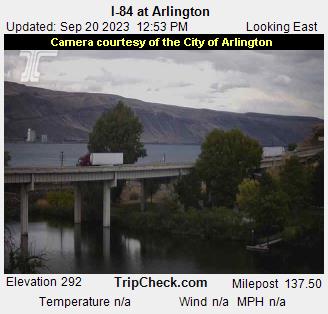 I-84 at Arlington
Updated: Sep 20 2023 12:53 PM Looking East
Camera courtesy of the City of Arlington
Elevation 292 TripCheck.com Milepost 137.50
Temperature n/a Wind n/a MPH n/a